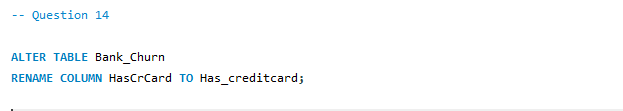 -- Question 14
ALTER TABLE Bank_Churn
RENAME COLUMN HasCrCard TO Has_creditcard;